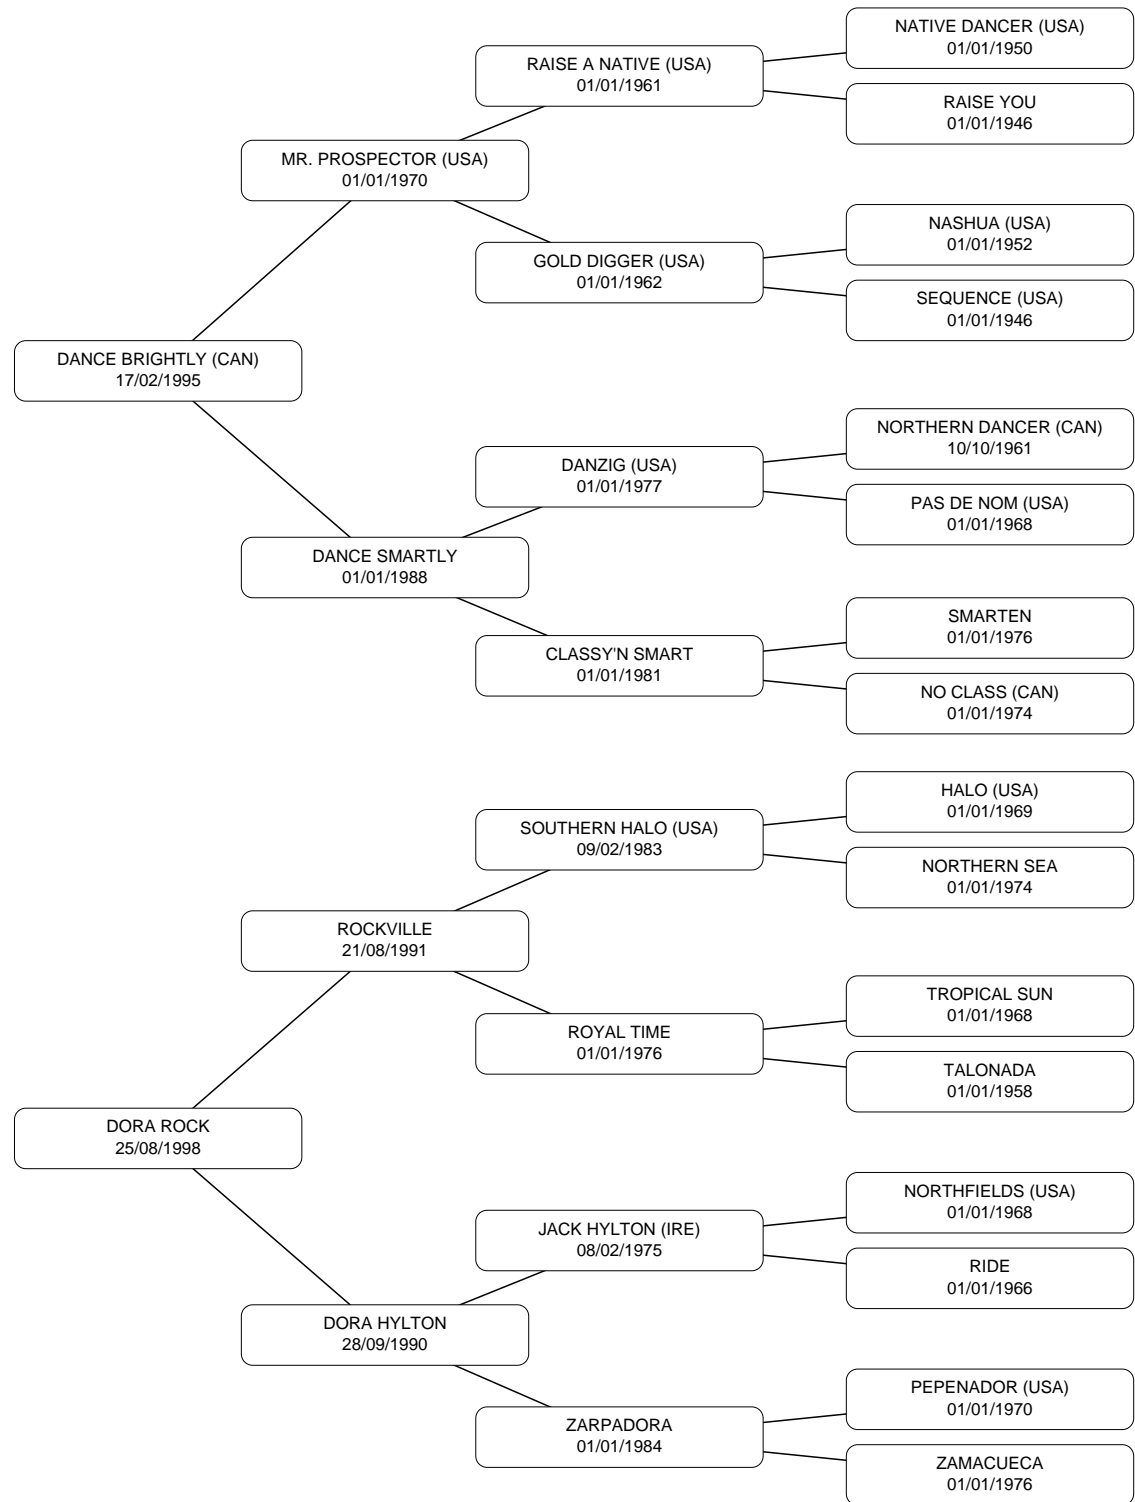 NATIVE DANCER (USA)
01/01/1950
RAISE A NATIVE (USA)
01/01/1961
RAISE YOU
01/01/1946
MR. PROSPECTOR (USA)
01/01/1970
NASHUA (USA)
01/01/1952
GOLD DIGGER (USA)
01/01/1962
SEQUENCE (USA)
01/01/1946
DANCE BRIGHTLY (CAN)
17/02/1995
NORTHERN DANCER (CAN)
10/10/1961
DANZIG (USA)
01/01/1977
PAS DE NOM (USA)
01/01/1968
DANCE SMARTLY
01/01/1988
SMARTEN
01/01/1976
CLASSY'N SMART
01/01/1981
NO CLASS (CAN)
01/01/1974
HALO (USA)
01/01/1969
SOUTHERN HALO (USA)
09/02/1983
NORTHERN SEA
01/01/1974
ROCKVILLE
21/08/1991
TROPICAL SUN
01/01/1968
ROYAL TIME
01/01/1976
TALONADA
01/01/1958
DORA ROCK
25/08/1998
NORTHFIELDS (USA)
01/01/1968
JACK HYLTON (IRE)
08/02/1975
RIDE
01/01/1966
DORA HYLTON
28/09/1990
PEPENADOR (USA)
01/01/1970
ZARPADORA
01/01/1984
ZAMACUECA
01/01/1976